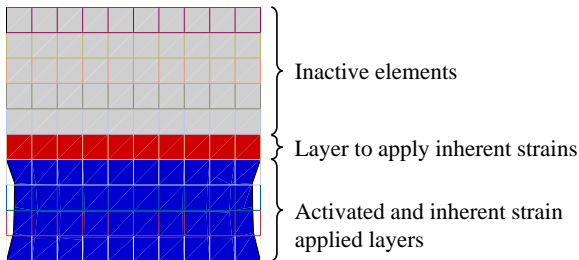 Inactive elements
Layer to apply inherent strains
Activated and inherent strain
applied layers